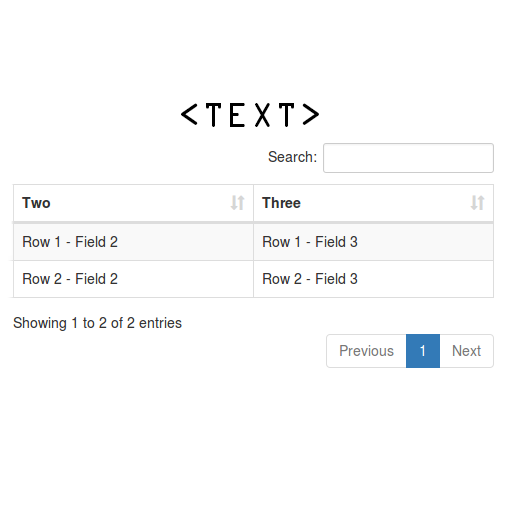 <TEXT>
Search:
Two Three
Row 1 - Field 2 Row 1 - Field 3
Row 2 - Field 2 Row 2 - Field 3
Showing 1 to 2 of 2 entries
Previous 1 Next